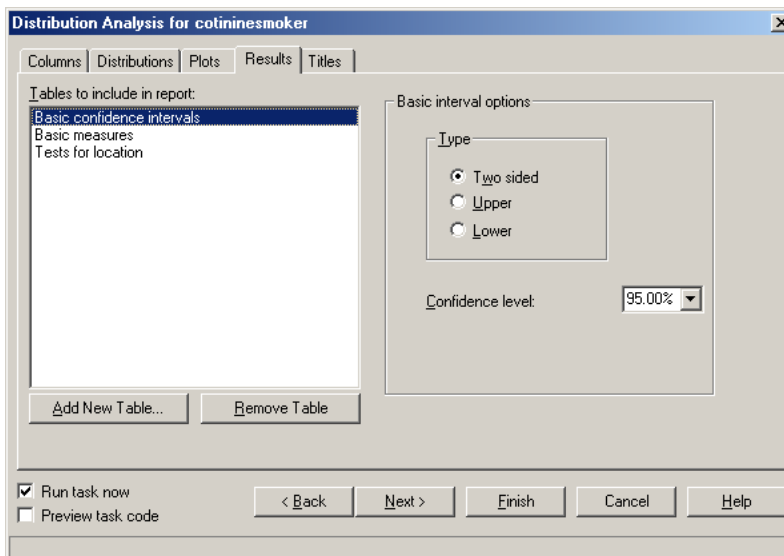 Distribution Analysis for cotininesmoker
Columns Distributions Plots Results Titles
Tables to include in report:
Basic confidence intervals
Basic measures
Tests for location
Add New Table...
Remove Table
Basic interval options
Type
Two sided
Upper
Lower
Confidence level:
95.00%
Run task now
Preview task code
< Back
Next >
Finish
Cancel
Help